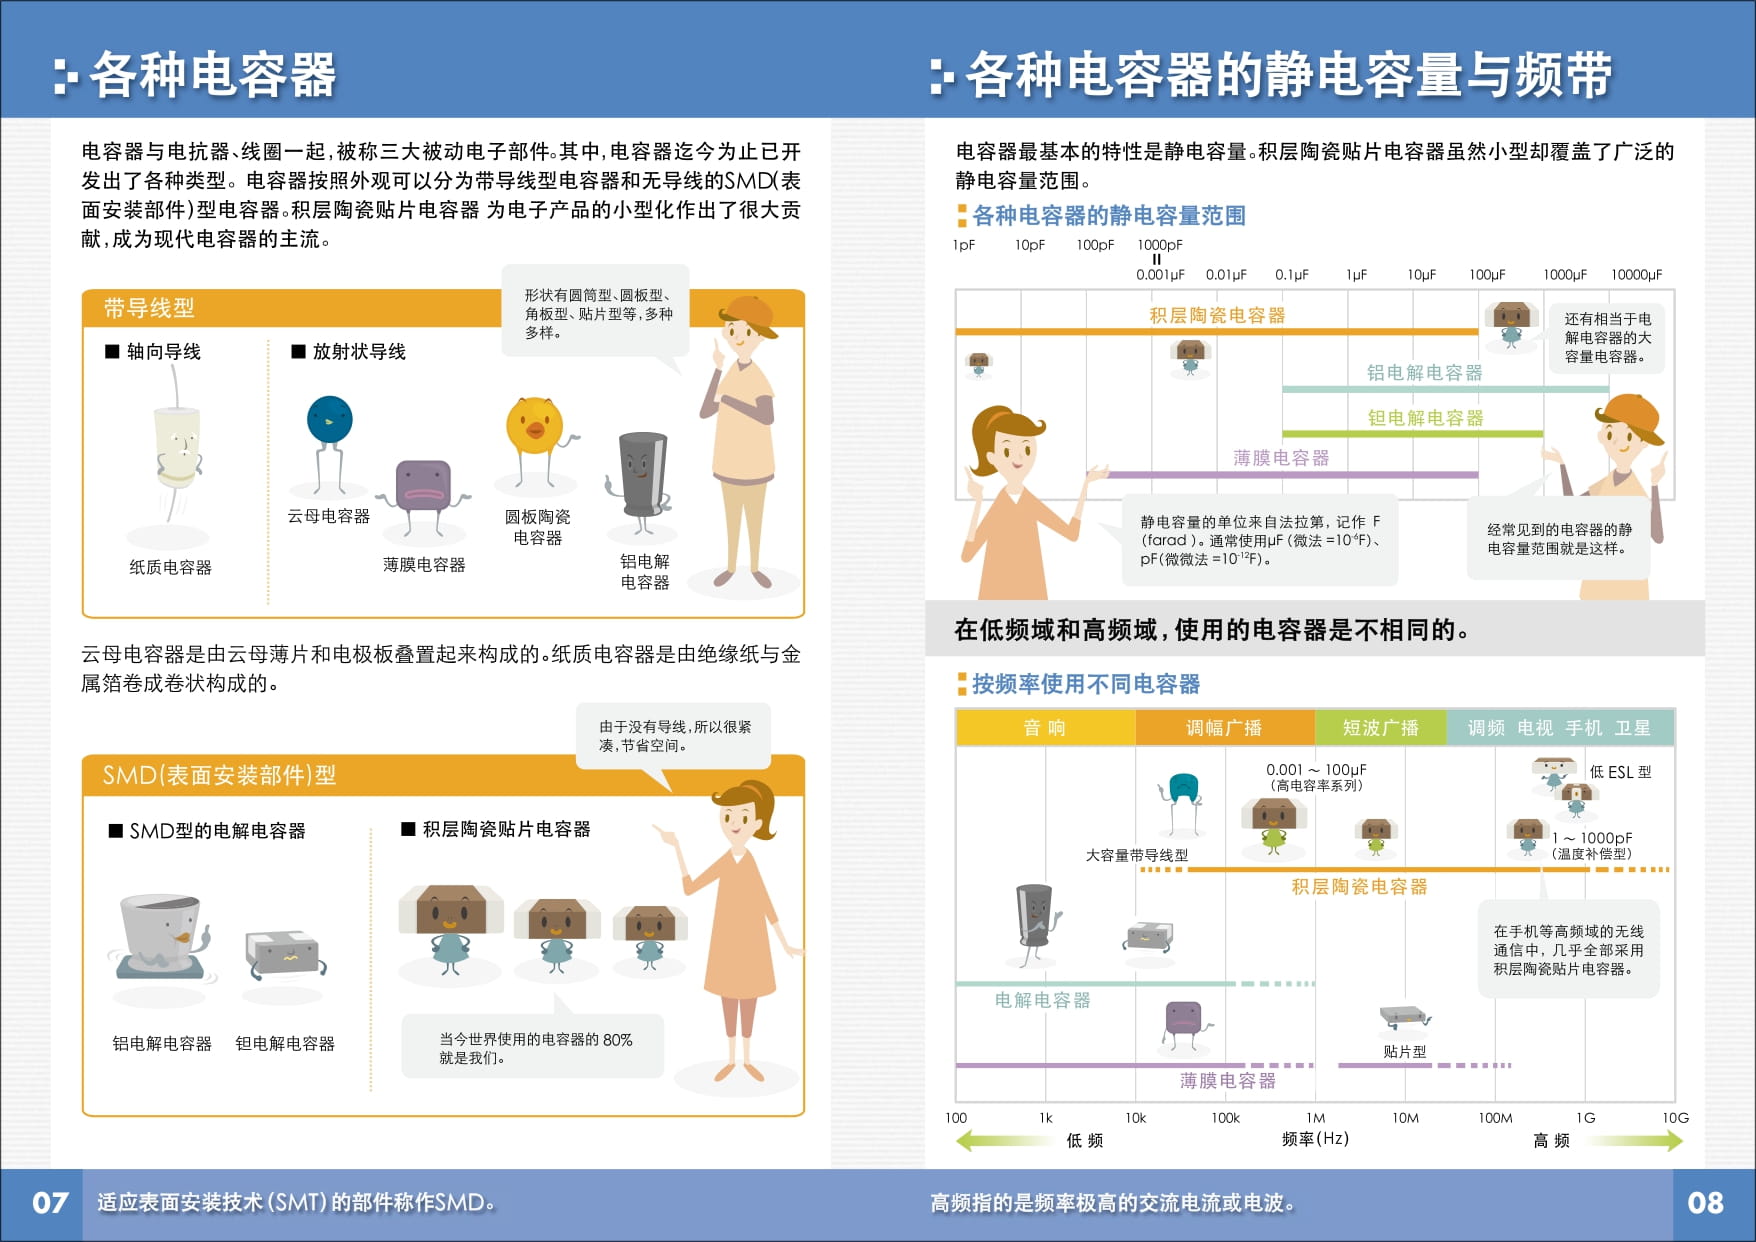 各种电容器
电容器与电抗器、线圈一起,被称三大被动电子部件。其中,电容器迄今为止已开
发出了各种类型。电容器按照外观可以分为带导线型电容器和无导线的SMD(表
面安装部件)型电容器。积层陶瓷贴片电容器 为电子产品的小型化作出了很大贡
献,成为现代电容器的主流。
带导线型
形状有圆筒型、圆板型、
角板型、贴片型等,多种
多样。
■ 轴向导线
■ 放射状导线
纸质电容器
云母电容器
薄膜电容器
圆板陶瓷
电容器
铝电解
电容器
云母电容器是由云母薄片和电极板叠置起来构成的。纸质电容器是由绝缘纸与金
属箔卷成卷状构成的。
由于没有导线,所以很紧
凑,节省空间。
SMD(表面安装部件)型
■ SMD型的电解电容器
■ 积层陶瓷贴片电容器
铝电解电容器
钽电解电容器
当今世界使用的电容器的 80%
就是我们。
07
适应表面安装技术(SMT)的部件称作SMD。
各种电容器的静电容量与频带
电容器最基本的特性是静电容量。积层陶瓷贴片电容器虽然小型却覆盖了广泛的
静电容量范围。
各种电容器的静电容量范围
1pF 10pF 100pF 1000pF
0.001μF 0.01μF 0.1μF 1μF 10μF 100μF 1000μF 10000μF
积层陶瓷电容器
还有相当于电
解电容器的大
容量电容器。
铝电解电容器
钽电解电容器
薄膜电容器
静电容量的单位来自法拉第, 记作 F
(farad )。通常使用μF (微法 =10⁻⁶F)、
pF(微微法 =10⁻¹²F)。
经常见到的电容器的静
电容量范围就是这样。
在低频域和高频域,使用的电容器是不相同的。
按频率使用不同电容器
音 响 调幅广播 短波广播 调频 电视 手机 卫星
0.001 ~ 100μF
(高电容率系列)
低 ESL 型
大容量带导线型
1 ~ 1000pF
(温度补偿型)
积层陶瓷电容器
在手机等高频域的无线
通信中, 几乎全部采用
积层陶瓷贴片电容器。
电解电容器
贴片型
薄膜电容器
100 1k 10k 100k 1M 10M 100M 1G 10G
低 频 频率(Hz) 高 频
高频指的是频率极高的交流电流或电波。
08